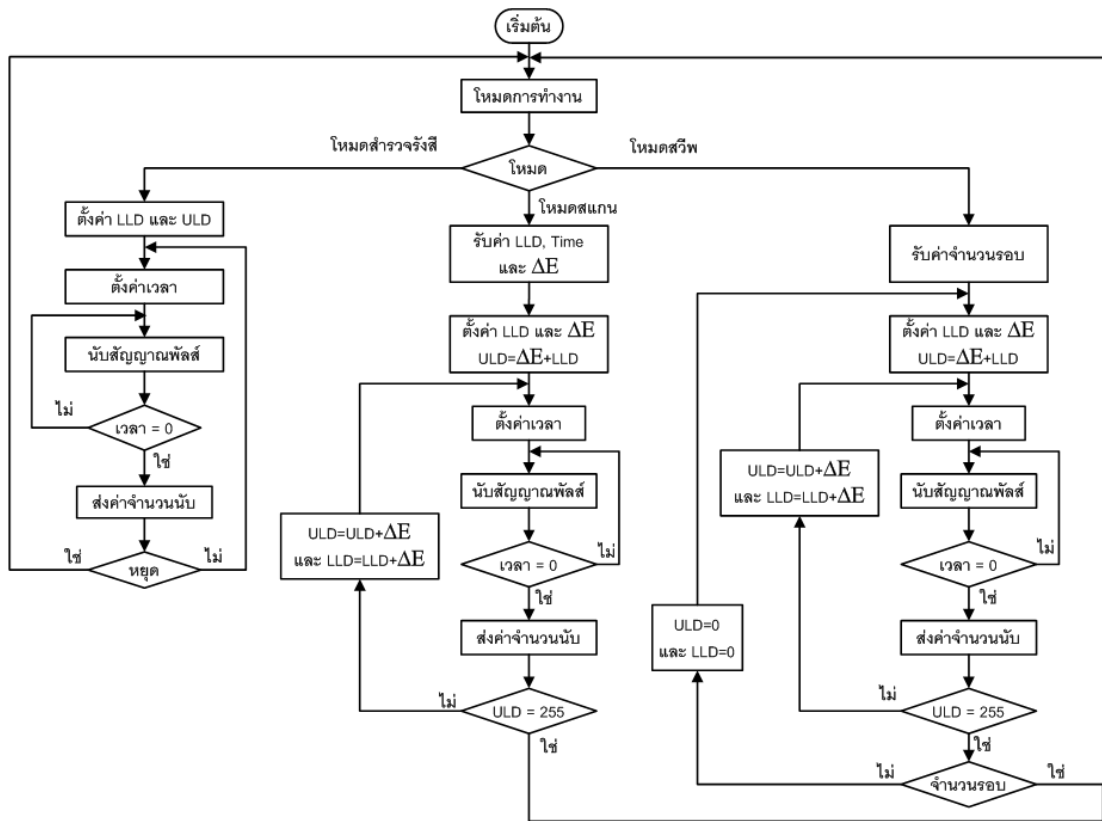 เริ่มต้น
โหมดการทำงาน
โหมดสำรวจรังสี
โหมด
โหมดสวีพ
โหมดสแกน
ตั้งค่า LLD และ ULD
ตั้งค่าเวลา
นับสัญญาณพัลส์
ไม่
เวลา = 0
ใช่
ส่งค่าจำนวนนับ
ใช่
หยุด
ไม่
รับค่า LLD, Time
และ ΔE
ตั้งค่า LLD และ ΔE
ULD=ΔE+LLD
ตั้งค่าเวลา
นับสัญญาณพัลส์
ULD=ULD+ΔE
และ LLD=LLD+ΔE
เวลา = 0
ไม่
ใช่
ส่งค่าจำนวนนับ
ไม่
ULD = 255
ใช่
รับค่าจำนวนรอบ
ตั้งค่า LLD และ ΔE
ULD=ΔE+LLD
ตั้งค่าเวลา
ULD=ULD+ΔE
และ LLD=LLD+ΔE
นับสัญญาณพัลส์
เวลา = 0
ไม่
ใช่
ULD=0
และ LLD=0
ส่งค่าจำนวนนับ
ไม่
ULD = 255
ใช่
ไม่
จำนวนรอบ
ใช่